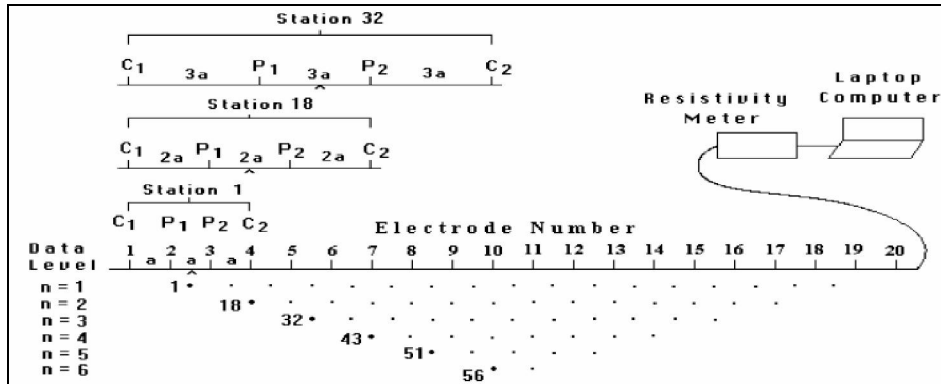 Station 32
C1 3a P1 3a P2 3a C2
Station 18
C1 2a P1 2a P2 2a C2
Station 1
C1 P1 P2 C2
Resistivity Meter
Laptop Computer
Electrode Number
Data Level
1 2 3 4 5 6 7 8 9 10 11 12 13 14 15 16 17 18 19 20
a a a
n = 1 1
n = 2 18
n = 3 32
n = 4 43
n = 5 51
n = 6 56